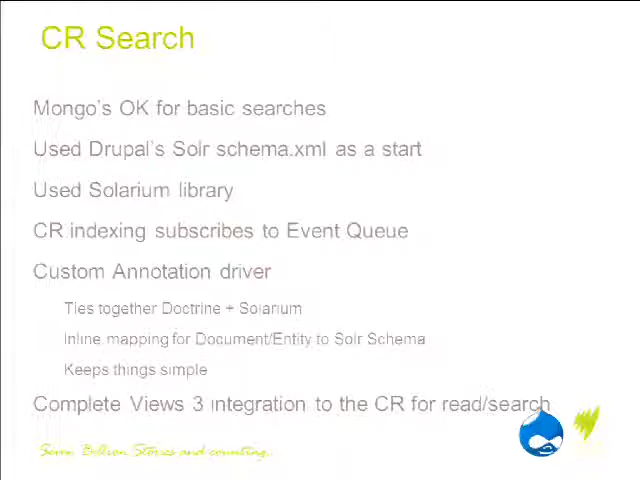 CR Search
Mongo's OK for basic searches
Used Drupal's Solr schema.xml as a start
Used Solarium library
CR indexing subscribes to Event Queue
Custom Annotation driver
Ties together Doctrine + Solarium
Inline mapping for Document/Entity to Solr Schema
Keeps things simple
Complete Views 3 integration to the CR for read/search
Seven Billion Stories and counting...